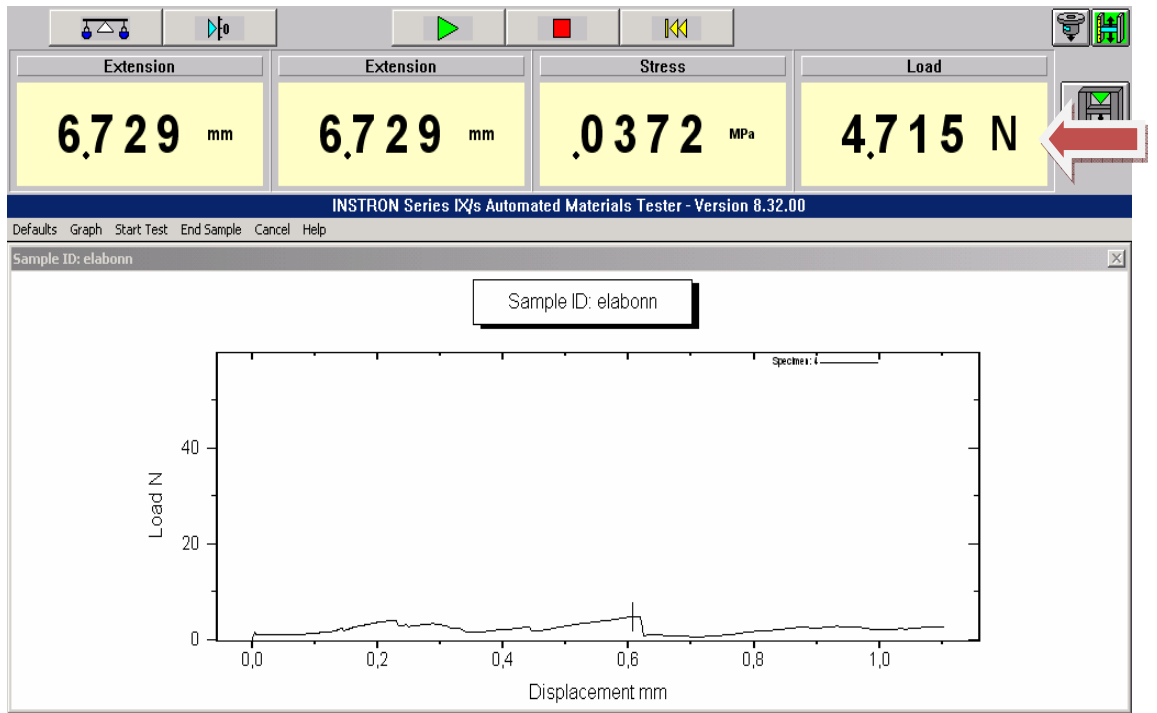 Extension Extension Stress Load
6.729 mm 6.729 mm .0372 MPa 4.715 N
INSTRON Series IX/s Automated Materials Tester - Version 8.32.00
Defaults Graph Start Test End Sample Cancel Help
Sample ID: elabonn
Sample ID: elabonn
40
20
0
Load N
0,0 0,2 0,4 0,6 0,8 1,0
Displacement mm